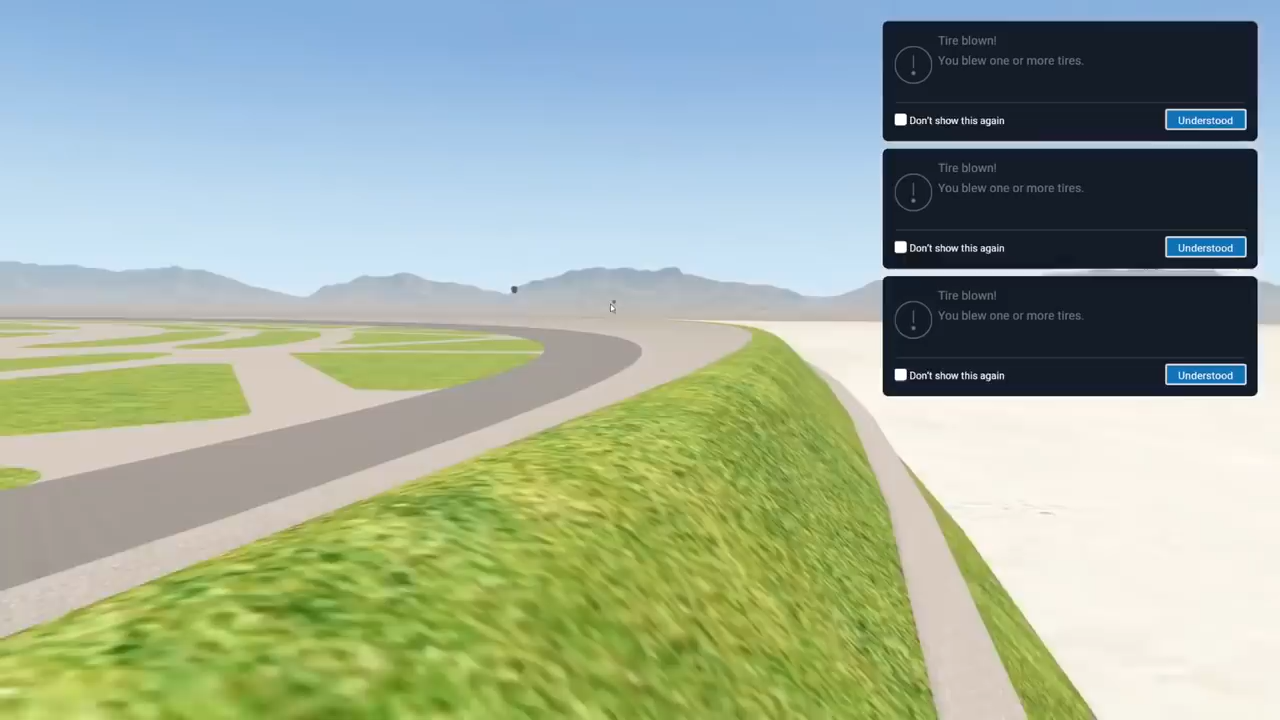 Tire blown!
You blew one or more tires.
Don't show this again
Understood
Tire blown!
You blew one or more tires.
Don't show this again
Understood
Tire blown!
You blew one or more tires.
Don't show this again
Understood